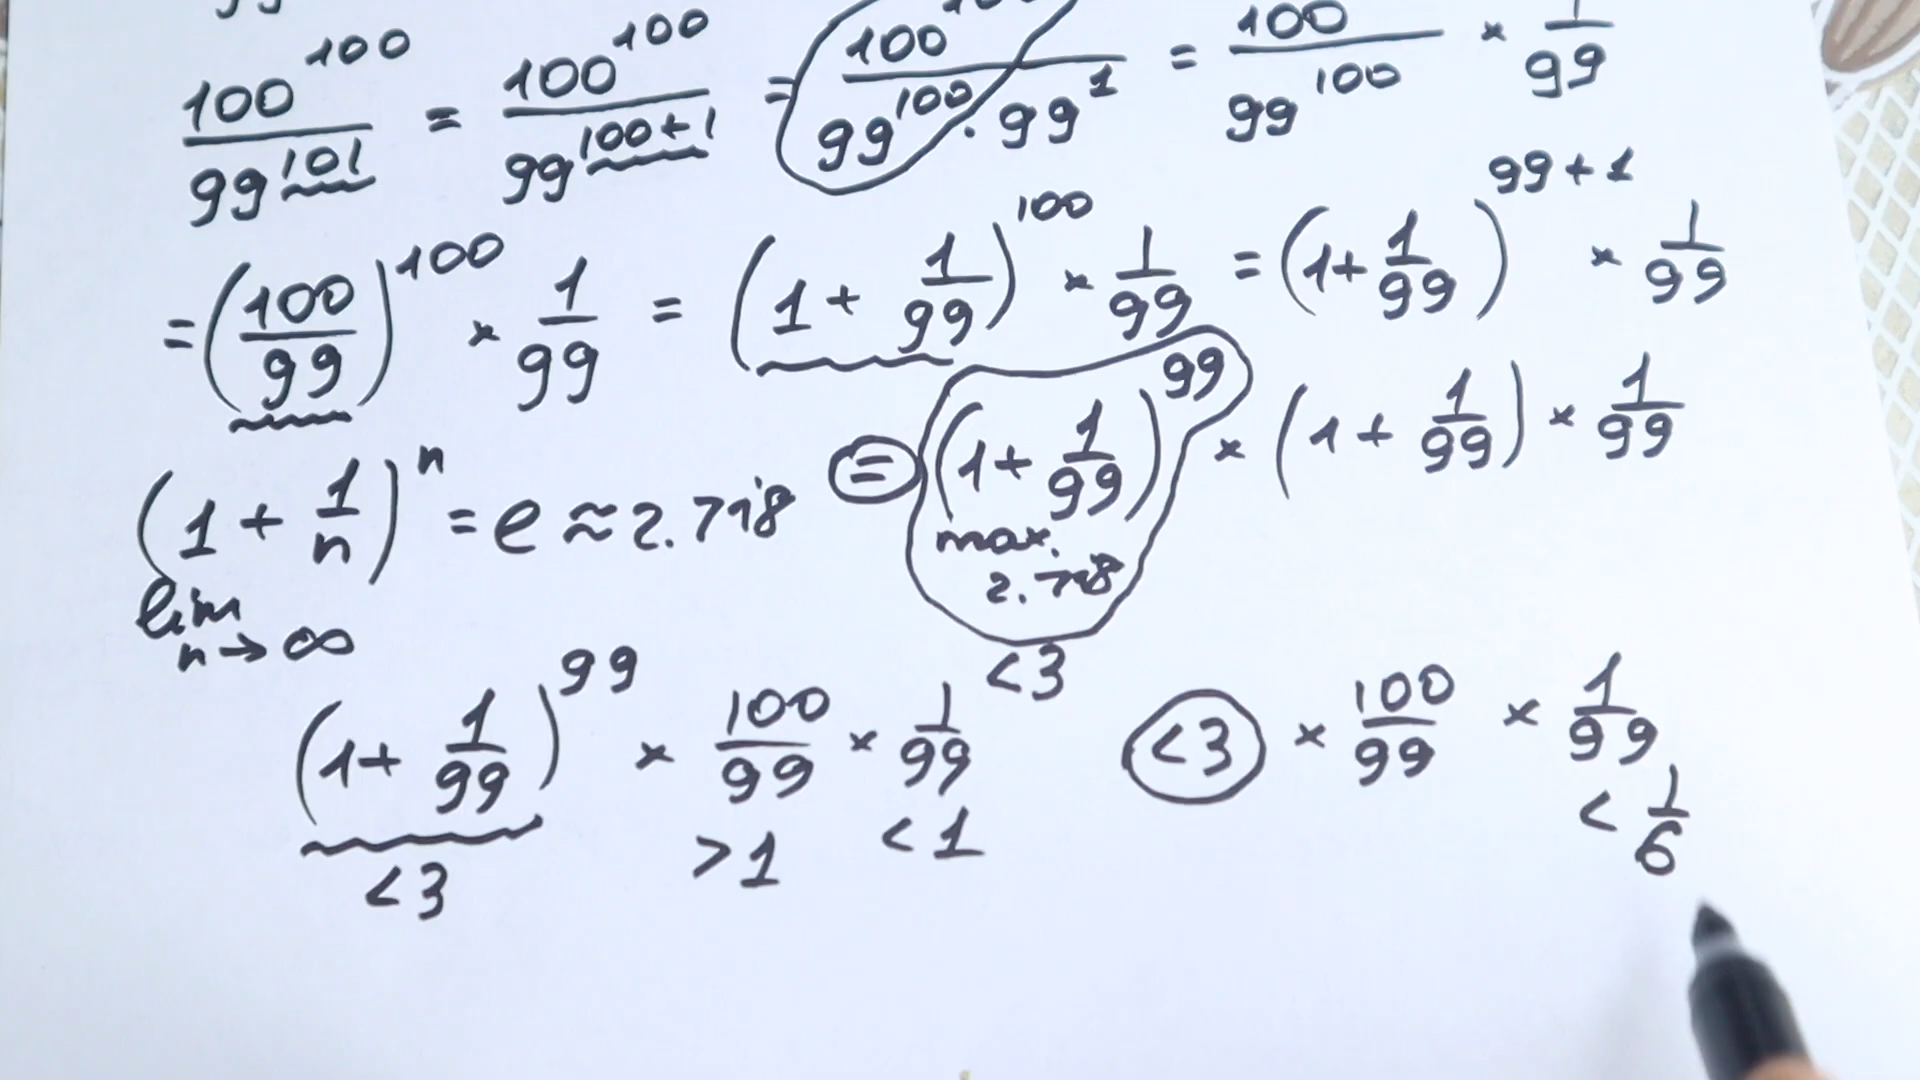 100^100 / 99^101 = 100^100 / 99^(100+1) = 100^100 / (99^100 · 99^1) = 100 / 99^100 × 1/99
= (100/99)^100 × 1/99 = (1 + 1/99)^100 × 1/99 = (1 + 1/99)^(99+1) × 1/99
= (1 + 1/99)^99 × (1 + 1/99) × 1/99
max. 2.718
<3
(1 + 1/n)^n = e ≈ 2.718
lim n→∞
(1 + 1/99)^99 × 100/99 × 1/99
<3 >1 <1
<3 × 100/99 × 1/99
< 1/6